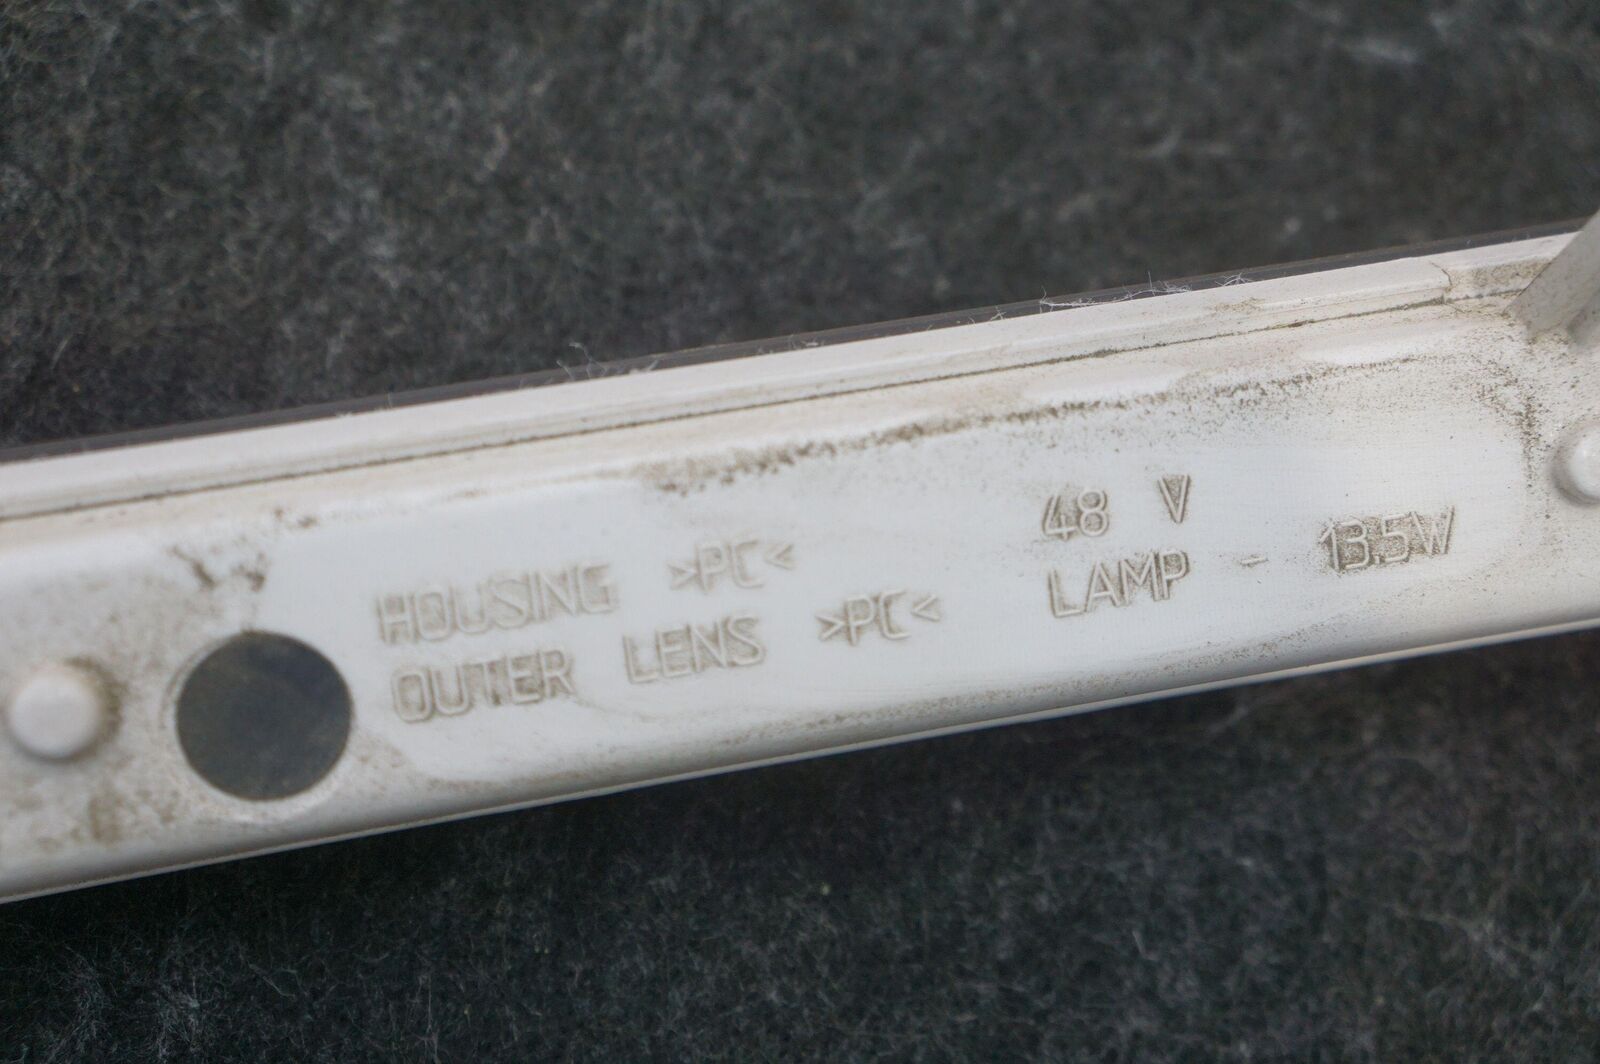 HOUSING >PC<
OUTER LENS >PC<
48 V
LAMP - 13.5W